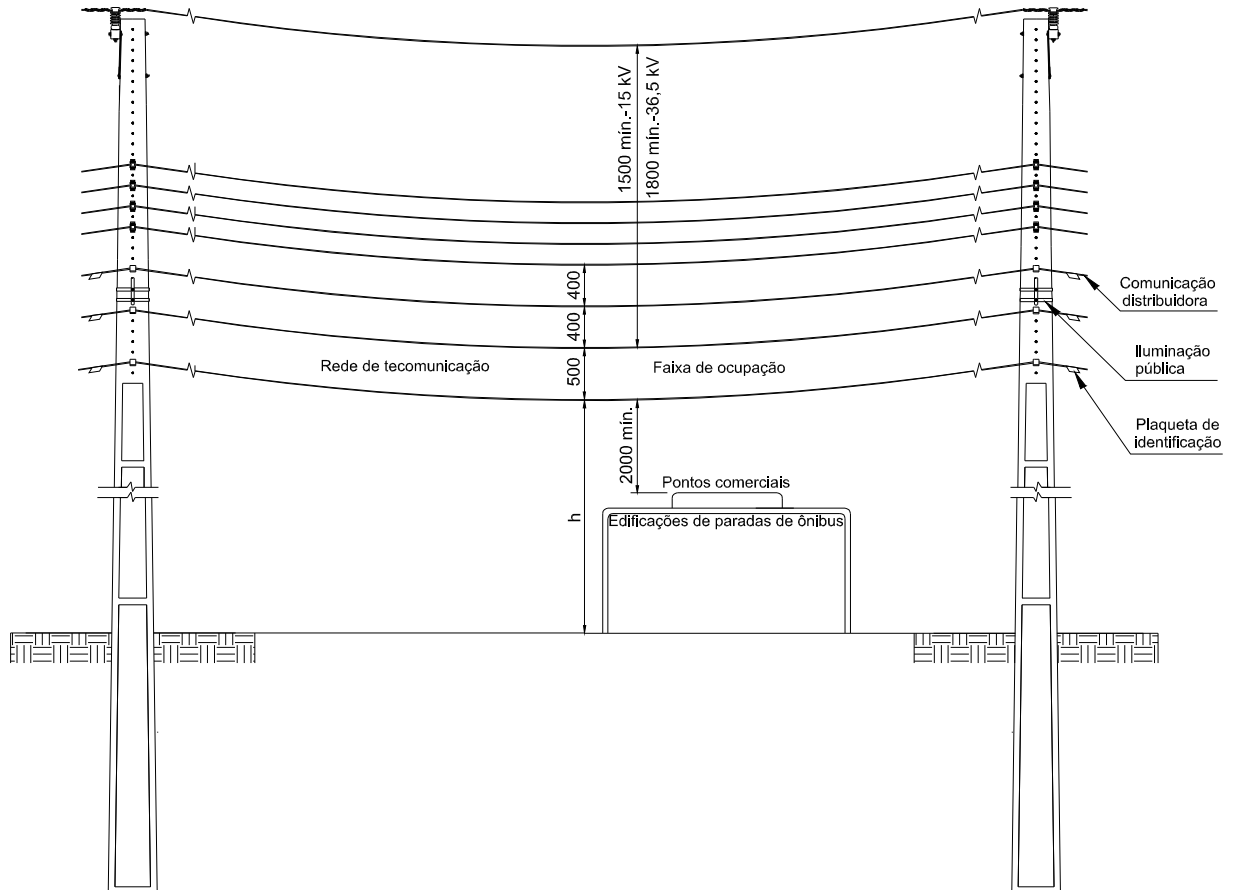 1500 mín.-15 kV
1800 mín.-36,5 kV
400
400
500
Comunicação
distribuidora
Rede de tecomunicação
Faixa de ocupação
Iluminação
pública
Plaqueta de
identificação
2000 mín.
Pontos comerciais
h
Edificações de paradas de ônibus